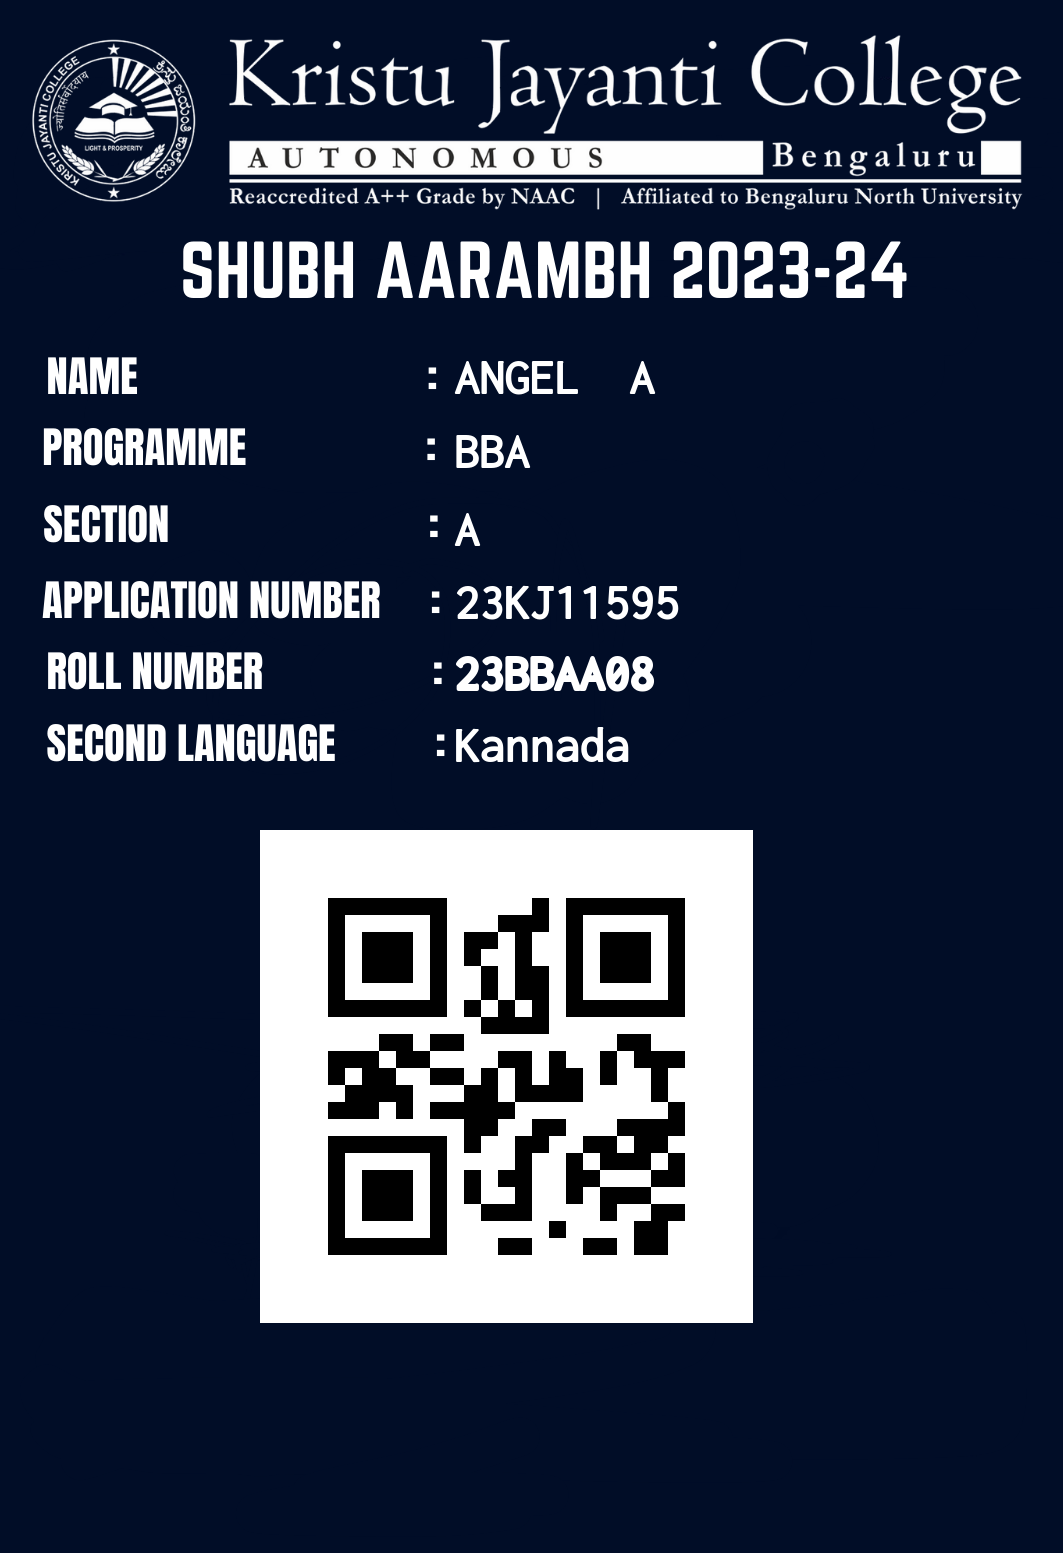 KRISTU JAYANTI COLLEGE
ಕ್ರಿಸ್ತು ಜಯಂತಿ ಕಾಲೇಜು
LIGHT & PROSPERITY
Kristu Jayanti College
AUTONOMOUS Bengaluru
Reaccredited A++ Grade by NAAC | Affiliated to Bengaluru North University
SHUBH AARAMBH 2023-24
NAME : ANGEL A
PROGRAMME : BBA
SECTION : A
APPLICATION NUMBER : 23KJ11595
ROLL NUMBER : 23BBAA08
SECOND LANGUAGE : Kannada